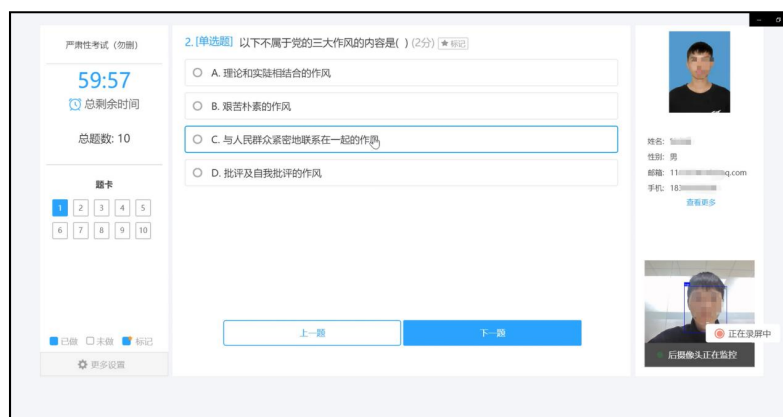 严肃性考试（勿删）
59:57
总剩余时间
总题数: 10
题卡
1 2 3 4 5
6 7 8 9 10
已做 未做 标记
更多设置
2. [单选题] 以下不属于党的三大作风的内容是( ) (2分) ★标记
A. 理论和实践相结合的作风
B. 艰苦朴素的作风
C. 与人民群众紧密地联系在一起的作风
D. 批评及自我批评的作风
上一题 下一题
姓名:
性别: 男
邮箱: 11 q.com
手机: 183
查看更多
正在录屏中
后摄像头正在监控